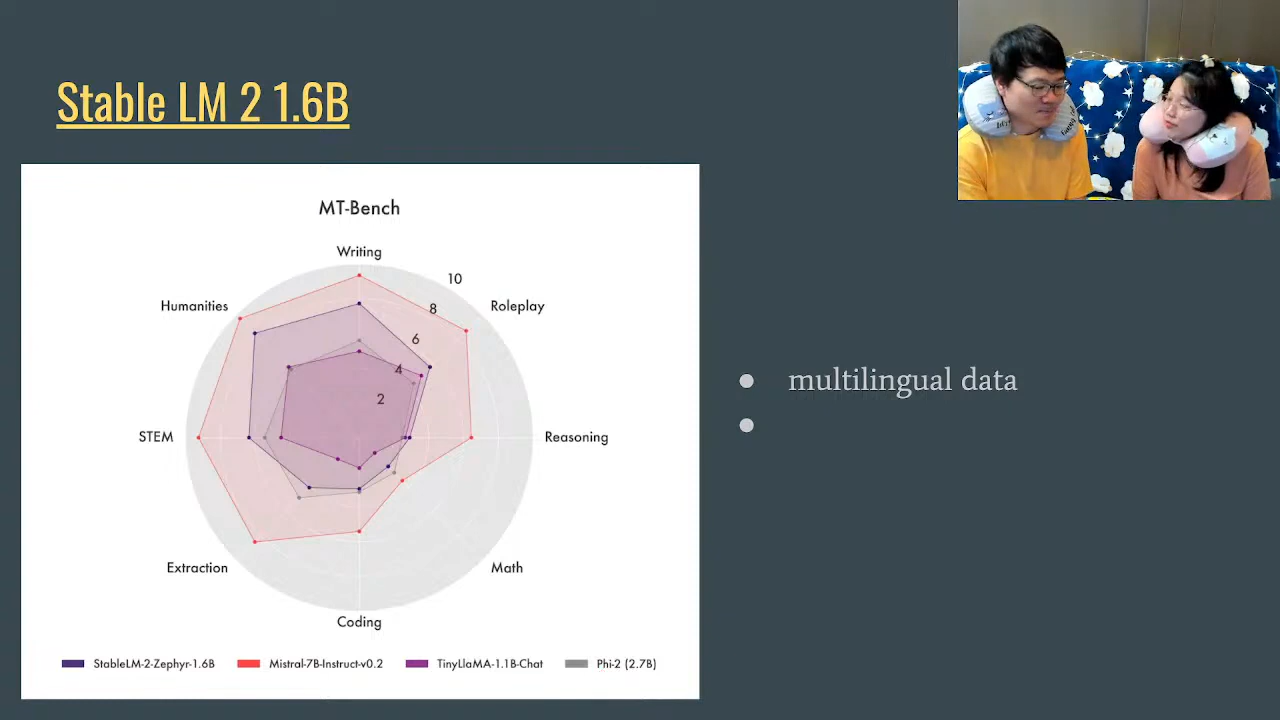 Stable LM 2 1.6B
MT-Bench
Writing
10
Humanities
Roleplay
8
6
4
2
STEM
Reasoning
Extraction
Math
Coding
StableLM-2-Zephyr-1.6B
Mistral-7B-Instruct-v0.2
TinyLlaMA-1.1B-Chat
Phi-2 (2.7B)
multilingual data